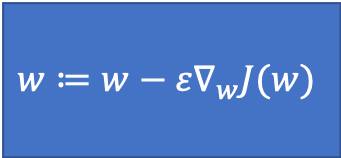 w ≔ w − ε∇_w J(w)